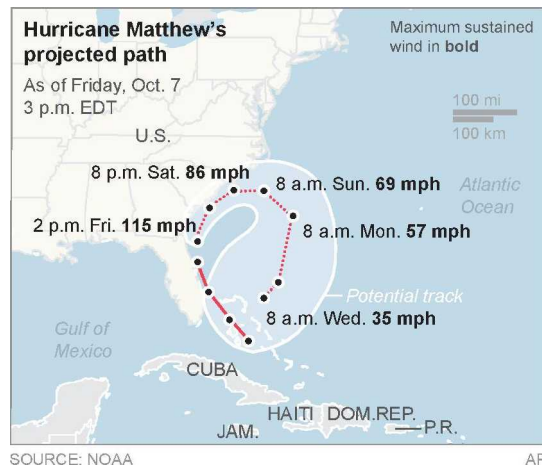 Hurricane Matthew's
projected path
As of Friday, Oct. 7
3 p.m. EDT
Maximum sustained
wind in bold
100 mi
100 km
U.S.
8 p.m. Sat. 86 mph
8 a.m. Sun. 69 mph
Atlantic
Ocean
2 p.m. Fri. 115 mph
8 a.m. Mon. 57 mph
Potential track
8 a.m. Wed. 35 mph
Gulf of
Mexico
CUBA
HAITI DOM.REP.
JAM.
P.R.
SOURCE: NOAA
AP